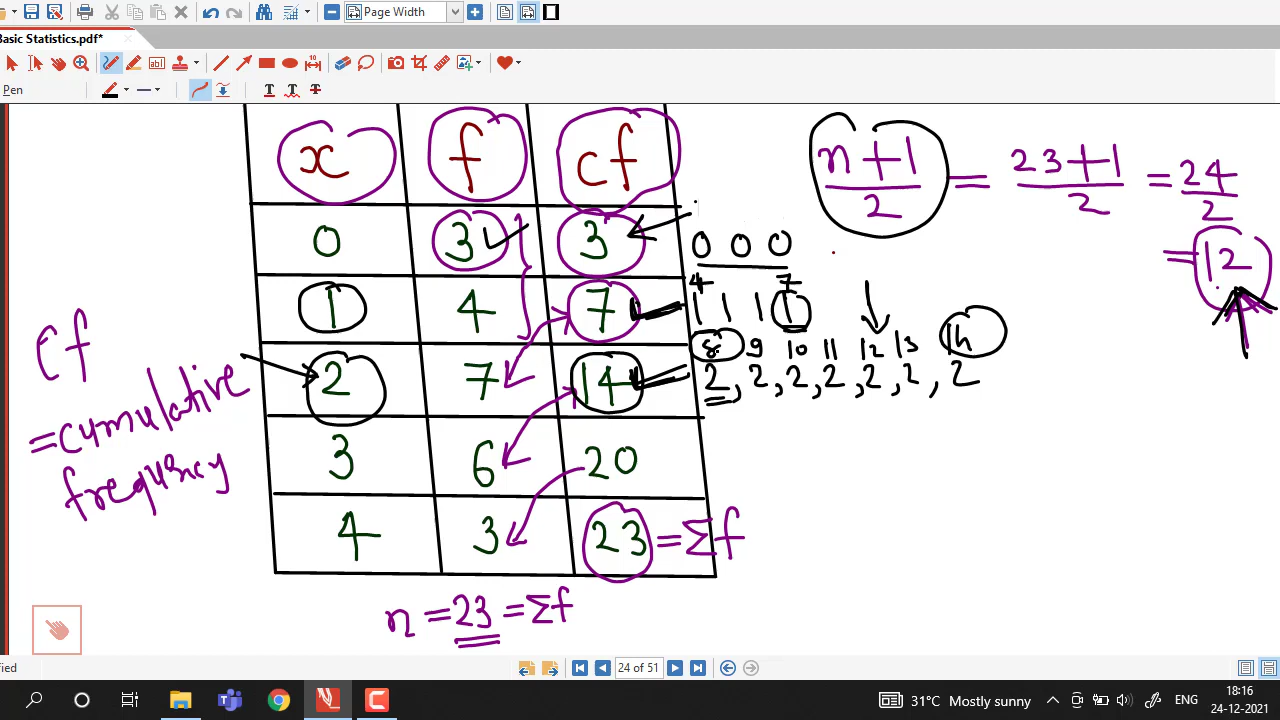 Page Width
Basic Statistics.pdf*
Pen
x f cf
0 3 3
1 4 7
2 7 14
3 6 20
4 3 23 = Σf
n = 23 = Σf
Cf
= cumulative
frequency
n+1/2 = 23+1/2 = 24/2
= 12
0 0 0
4 7
1 1 1 1
8 9 10 11 12 13 14
2, 2, 2, 2, 2, 2, 2
24 of 51
31°C Mostly sunny
ENG
18:16
24-12-2021